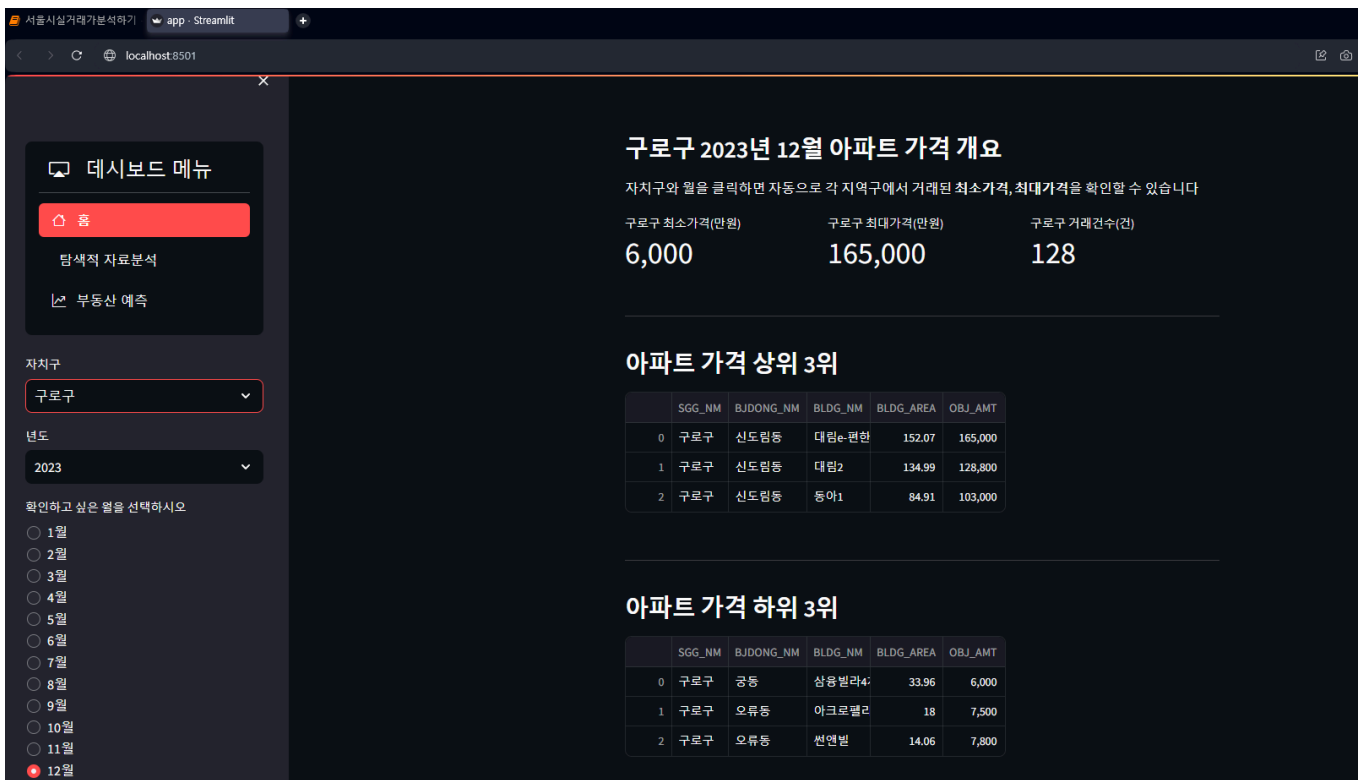 서울시실거래가분석하기
app · Streamlit
localhost:8501
데시보드 메뉴
홈
탐색적 자료분석
부동산 예측
자치구
구로구
년도
2023
확인하고 싶은 월을 선택하시오
1월
2월
3월
4월
5월
6월
7월
8월
9월
10월
11월
12월
구로구 2023년 12월 아파트 가격 개요
자치구와 월을 클릭하면 자동으로 각 지역구에서 거래된 최소가격, 최대가격을 확인할 수 있습니다
구로구 최소가격(만원) 구로구 최대가격(만원) 구로구 거래건수(건)
6,000 165,000 128
아파트 가격 상위 3위
SGG_NM BJDONG_NM BLDG_NM BLDG_AREA OBJ_AMT
0 구로구 신도림동 대림e-편한 152.07 165,000
1 구로구 신도림동 대림2 134.99 128,800
2 구로구 신도림동 동아1 84.91 103,000
아파트 가격 하위 3위
SGG_NM BJDONG_NM BLDG_NM BLDG_AREA OBJ_AMT
0 구로구 궁동 삼융빌라4 33.96 6,000
1 구로구 오류동 아크로펠리 18 7,500
2 구로구 오류동 썬앤빌 14.06 7,800